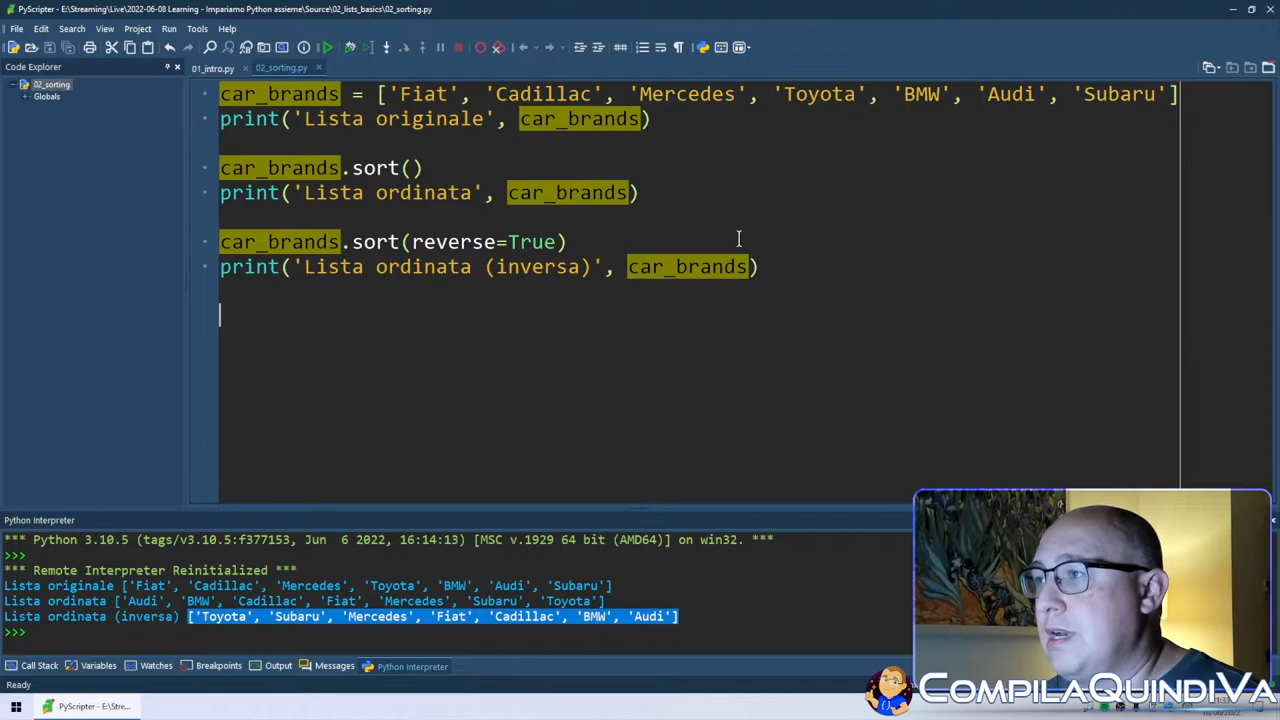 PyScripter - E:\Streaming\Live\2022-06-08 Learning - Impariamo Python assieme\Source\02_lists_basics\02_sorting.py
File Edit Search View Project Run Tools Help
Code Explorer
01_intro.py 02_sorting.py
02_sorting
Globals
car_brands = ['Fiat', 'Cadillac', 'Mercedes', 'Toyota', 'BMW', 'Audi', 'Subaru']
print('Lista originale', car_brands)
car_brands.sort()
print('Lista ordinata', car_brands)
car_brands.sort(reverse=True)
print('Lista ordinata (inversa)', car_brands)
Python Interpreter
*** Python 3.10.5 (tags/v3.10.5:f377153, Jun 6 2022, 16:14:13) [MSC v.1929 64 bit (AMD64)] on win32. ***
>>>
*** Remote Interpreter Reinitialized ***
Lista originale ['Fiat', 'Cadillac', 'Mercedes', 'Toyota', 'BMW', 'Audi', 'Subaru']
Lista ordinata ['Audi', 'BMW', 'Cadillac', 'Fiat', 'Mercedes', 'Subaru', 'Toyota']
Lista ordinata (inversa) ['Toyota', 'Subaru', 'Mercedes', 'Fiat', 'Cadillac', 'BMW', 'Audi']
>>>
Call Stack Variables Watches Breakpoints Output Messages Python Interpreter
Ready
COMPILAQUINDIVA
PyScripter - E:\Stre...